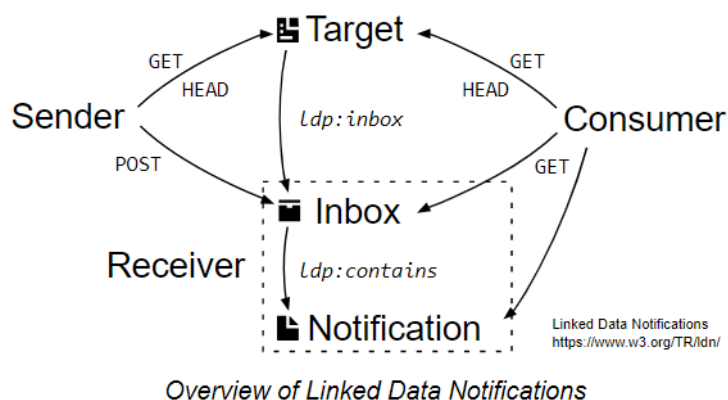 Target
GET
HEAD
GET
HEAD
Sender
ldp:inbox
Consumer
POST
GET
Inbox
Receiver
ldp:contains
Notification
Linked Data Notifications
https://www.w3.org/TR/ldn/
Overview of Linked Data Notifications